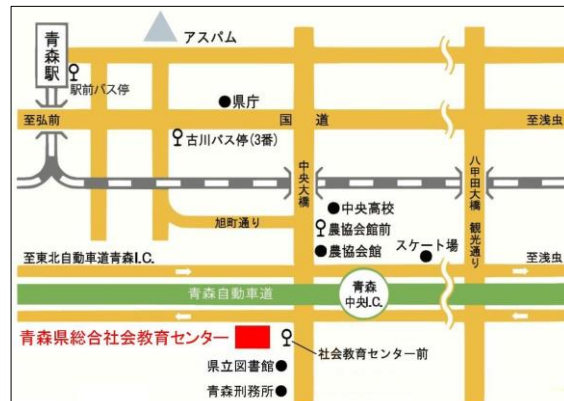 アスパム
青森駅
駅前バス停
県庁
至弘前
国道
至浅虫
古川バス停(3番)
中央大橋
八甲田大橋 観光通り
中央高校
旭町通り
農協会館前
農協会館
スケート場
至東北自動車道青森I.C.
至浅虫
青森自動車道
青森
中央I.C.
青森県総合社会教育センター
社会教育センター前
県立図書館
青森刑務所